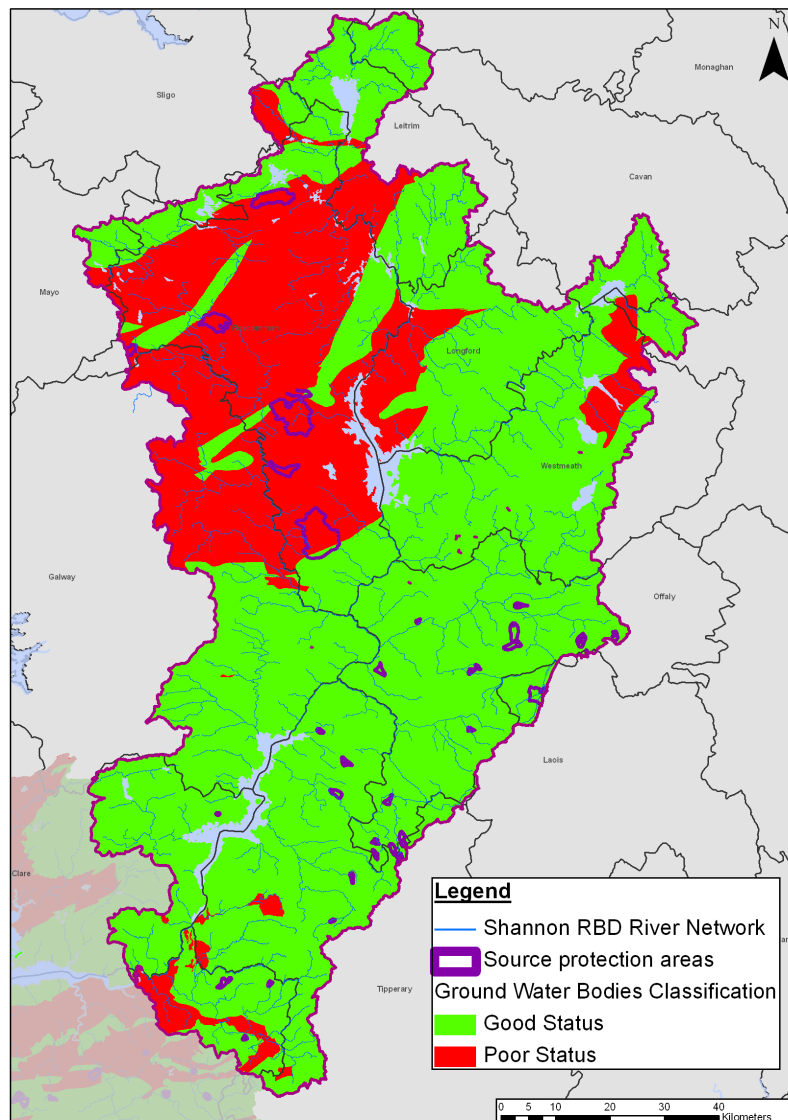 N
Monaghan
Sligo
Leitrim
Cavan
Mayo
Longford
Westmeath
Galway
Offaly
Laois
Clare
Tipperary
Legend
Shannon RBD River Network
Source protection areas
Ground Water Bodies Classification
Good Status
Poor Status
0 5 10 20 30 40
Kilometers